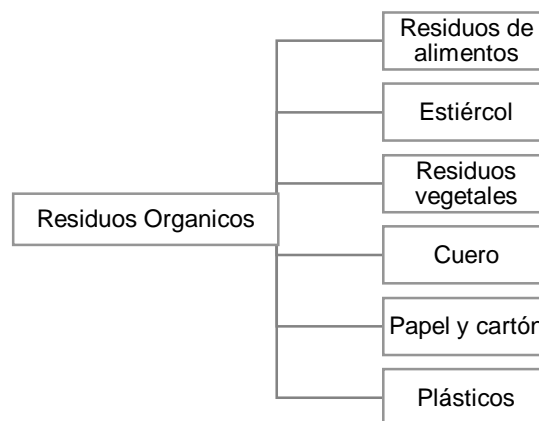 Residuos de
alimentos
Estiércol
Residuos
vegetales
Residuos Organicos
Cuero
Papel y cartón
Plásticos